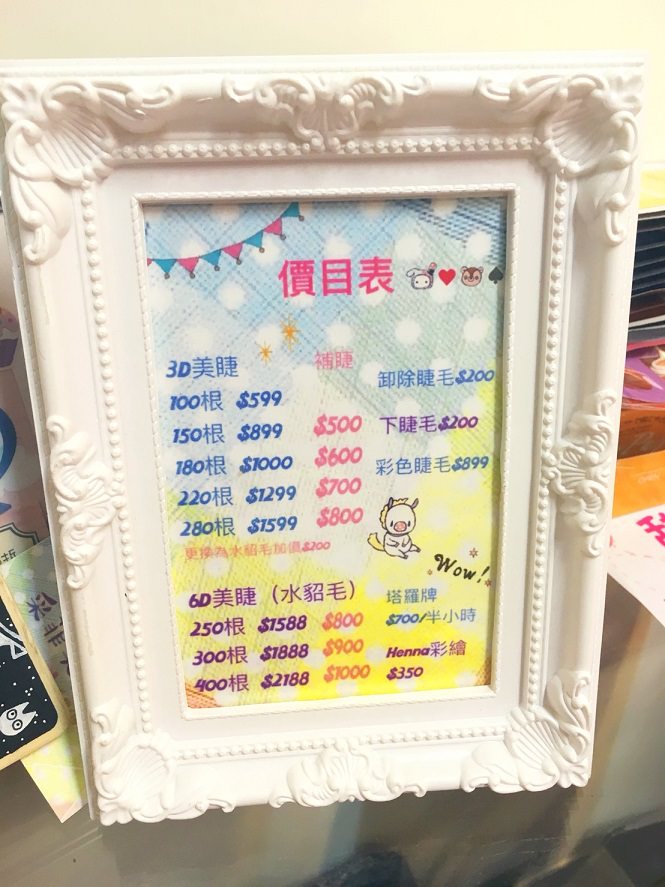 價目表
3D美睫 補睫
100根 $599
150根 $899 $500
180根 $1000 $600
220根 $1299 $700
280根 $1599 $800
更換為水貂毛加價$200
卸除睫毛$200
下睫毛$200
彩色睫毛$899
Wow!
6D美睫（水貂毛）
250根 $1588 $800
300根 $1888 $900
400根 $2188 $1000
塔羅牌
$700/半小時
Henna彩繪
$350